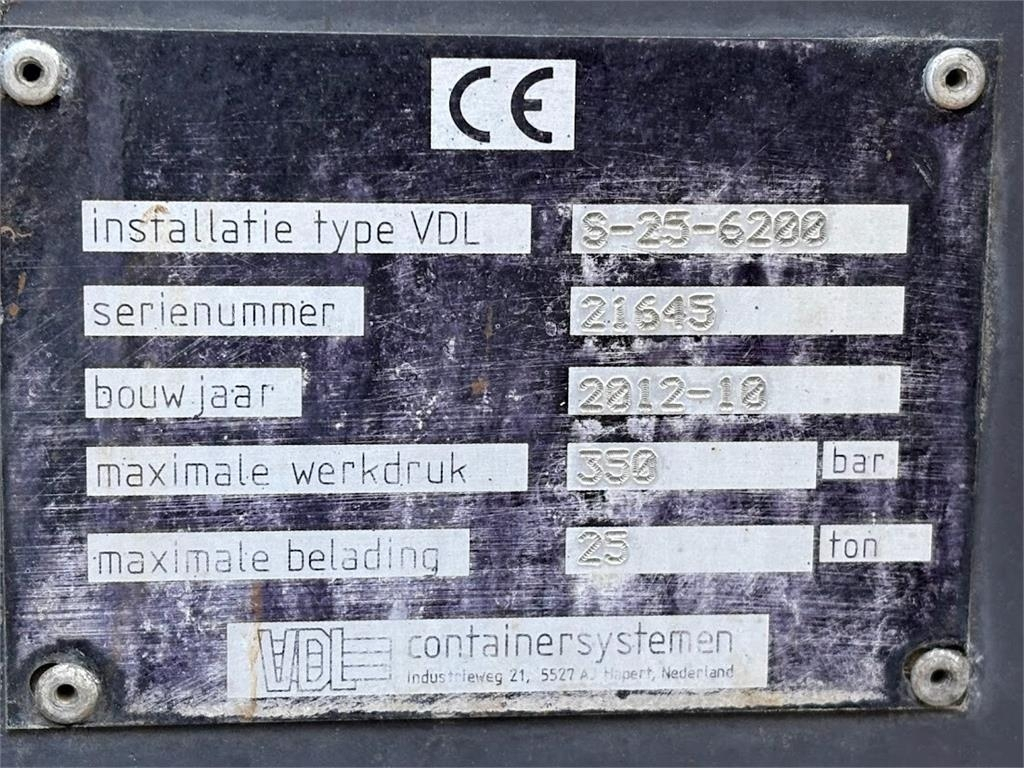 CE
installatie type VDL S-25-6200
serienummer 21645
bouwjaar 2012-10
maximale werkdruk 350 bar
maximale belading 25 ton
VDL containersystemen
Industrieweg 21, 5527 AJ Hapert, Nederland